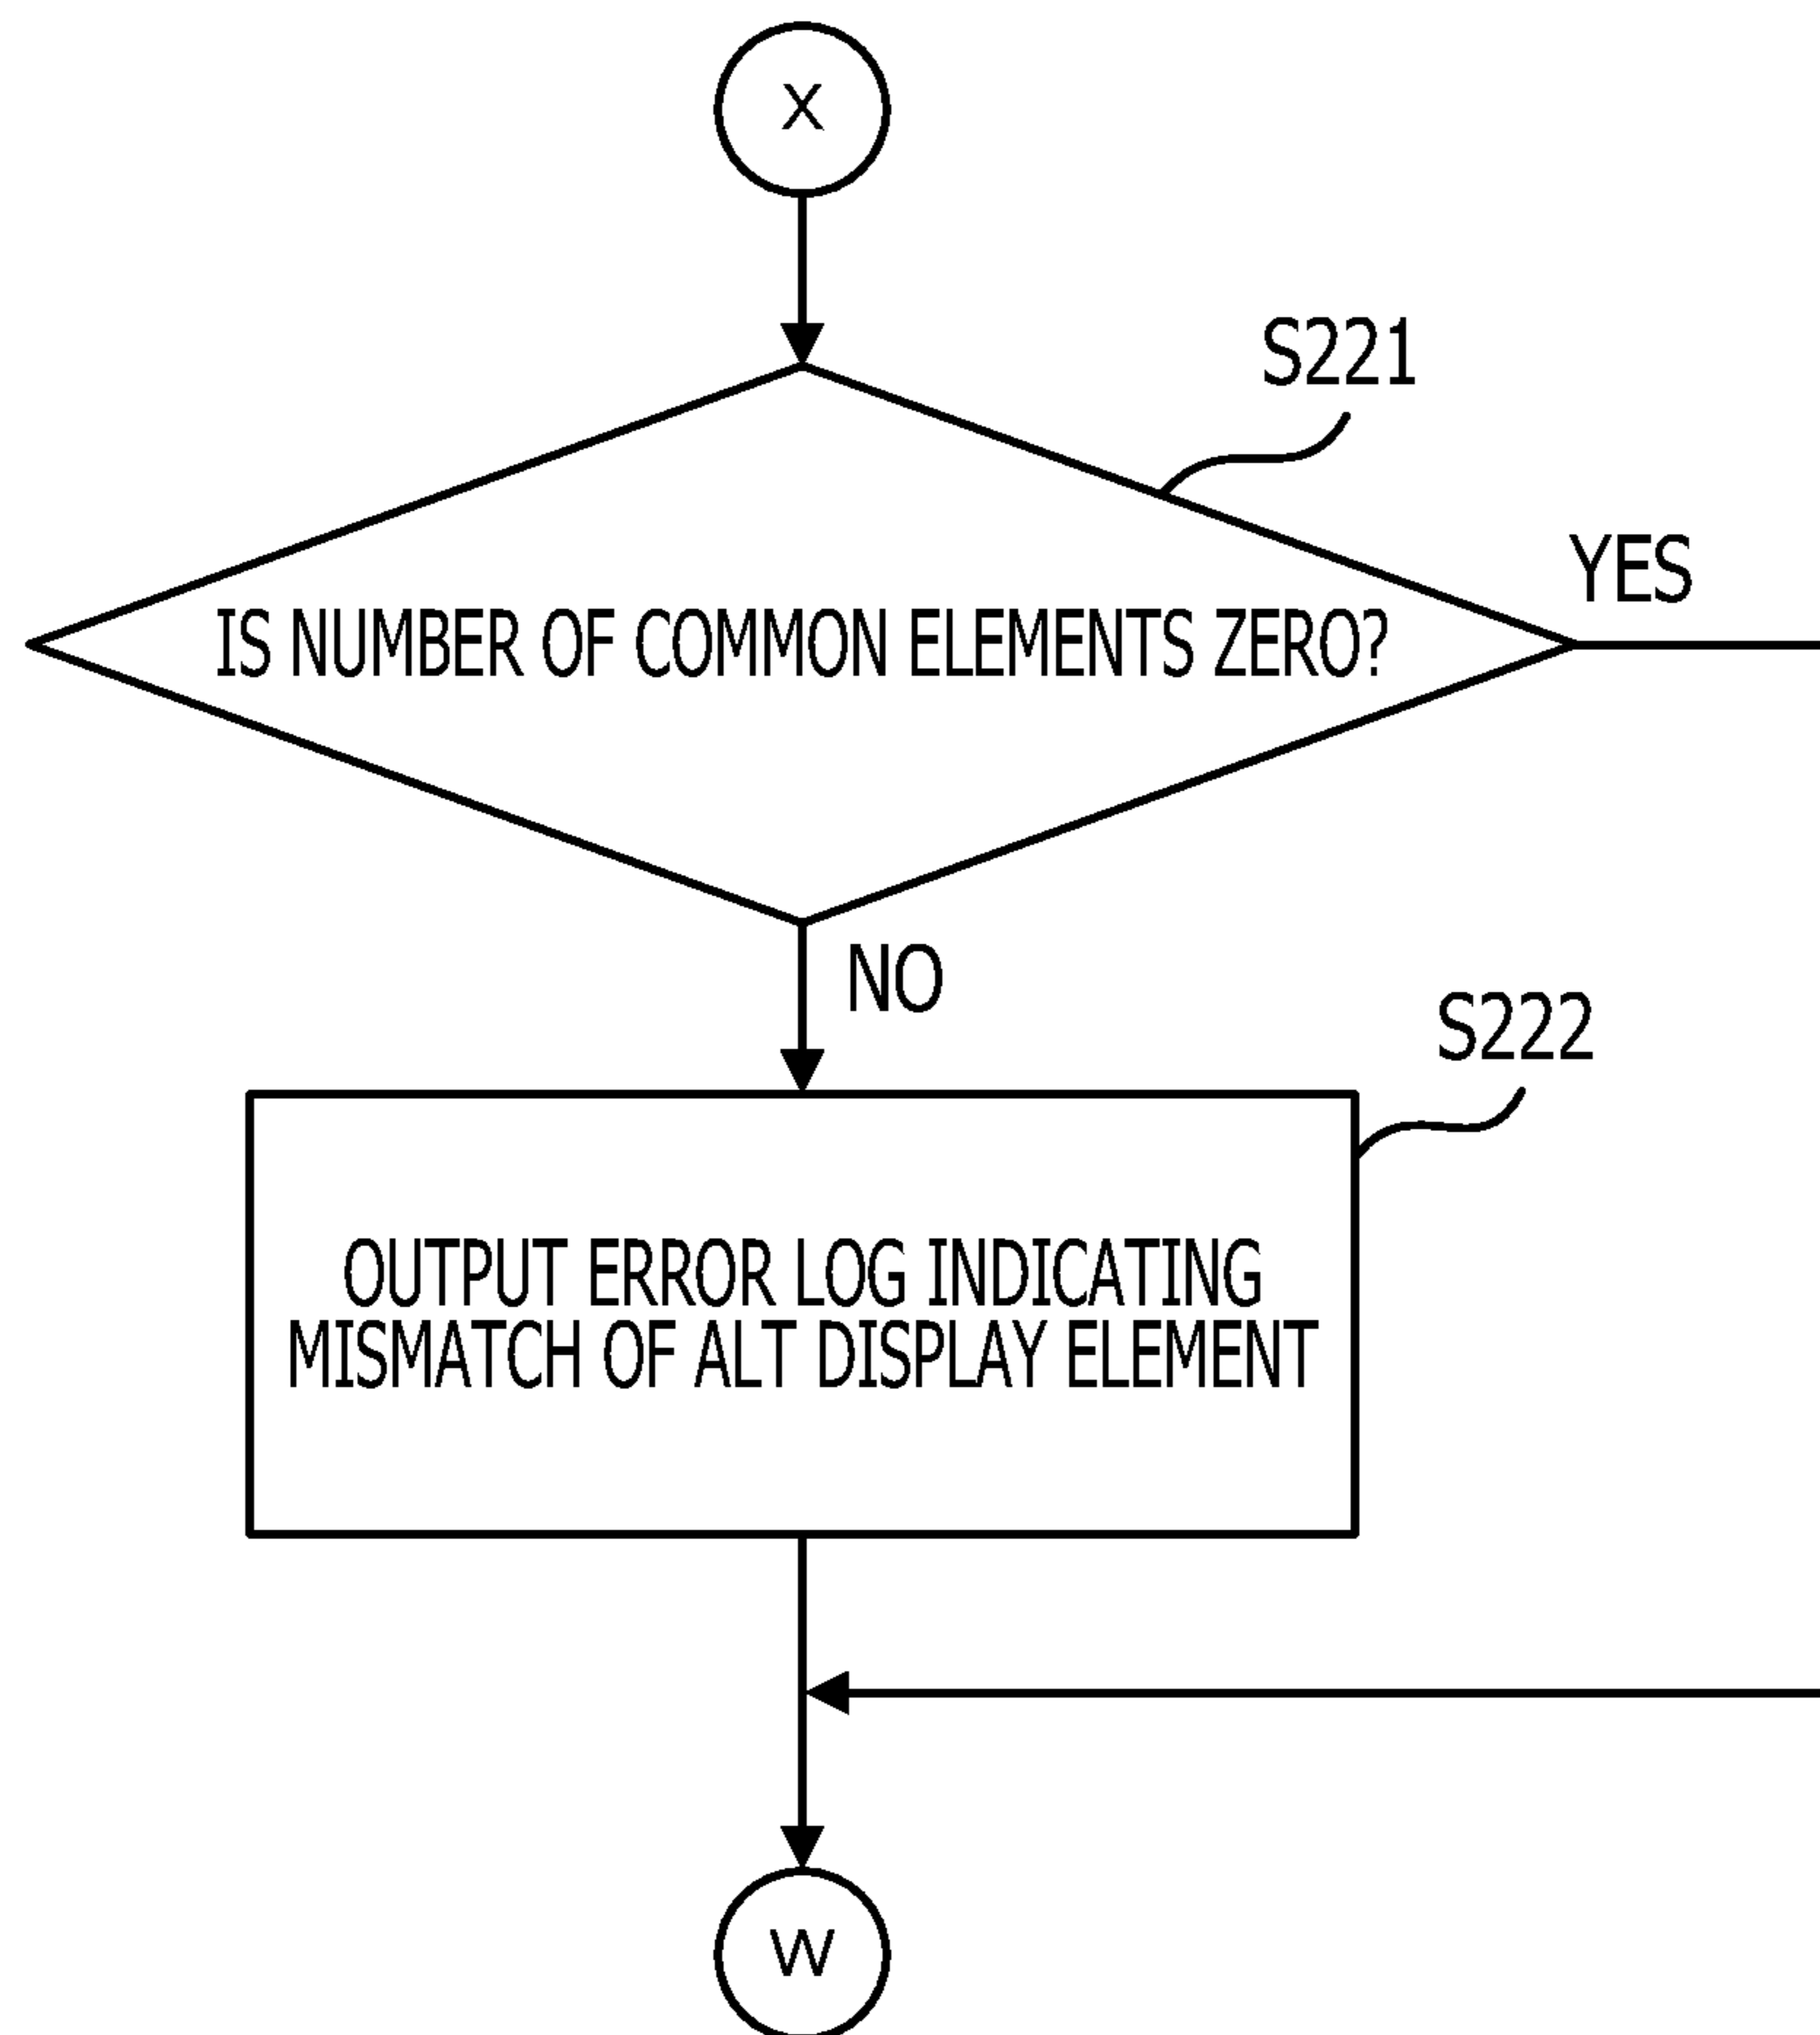 X
S221
YES
IS NUMBER OF COMMON ELEMENTS ZERO?
NO
S222
OUTPUT ERROR LOG INDICATING
MISMATCH OF ALT DISPLAY ELEMENT
W